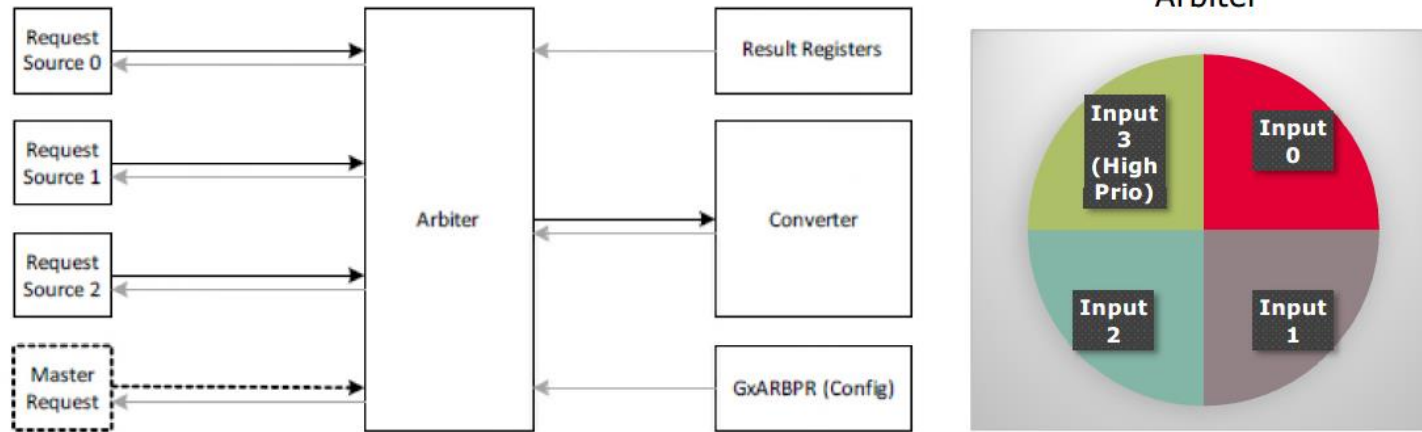 Request
Source 0
Request
Source 1
Request
Source 2
Master
Request
Arbiter
Result Registers
Converter
GxARBPR (Config)
Arbiter
Input
3
(High
Prio)
Input
0
Input
2
Input
1